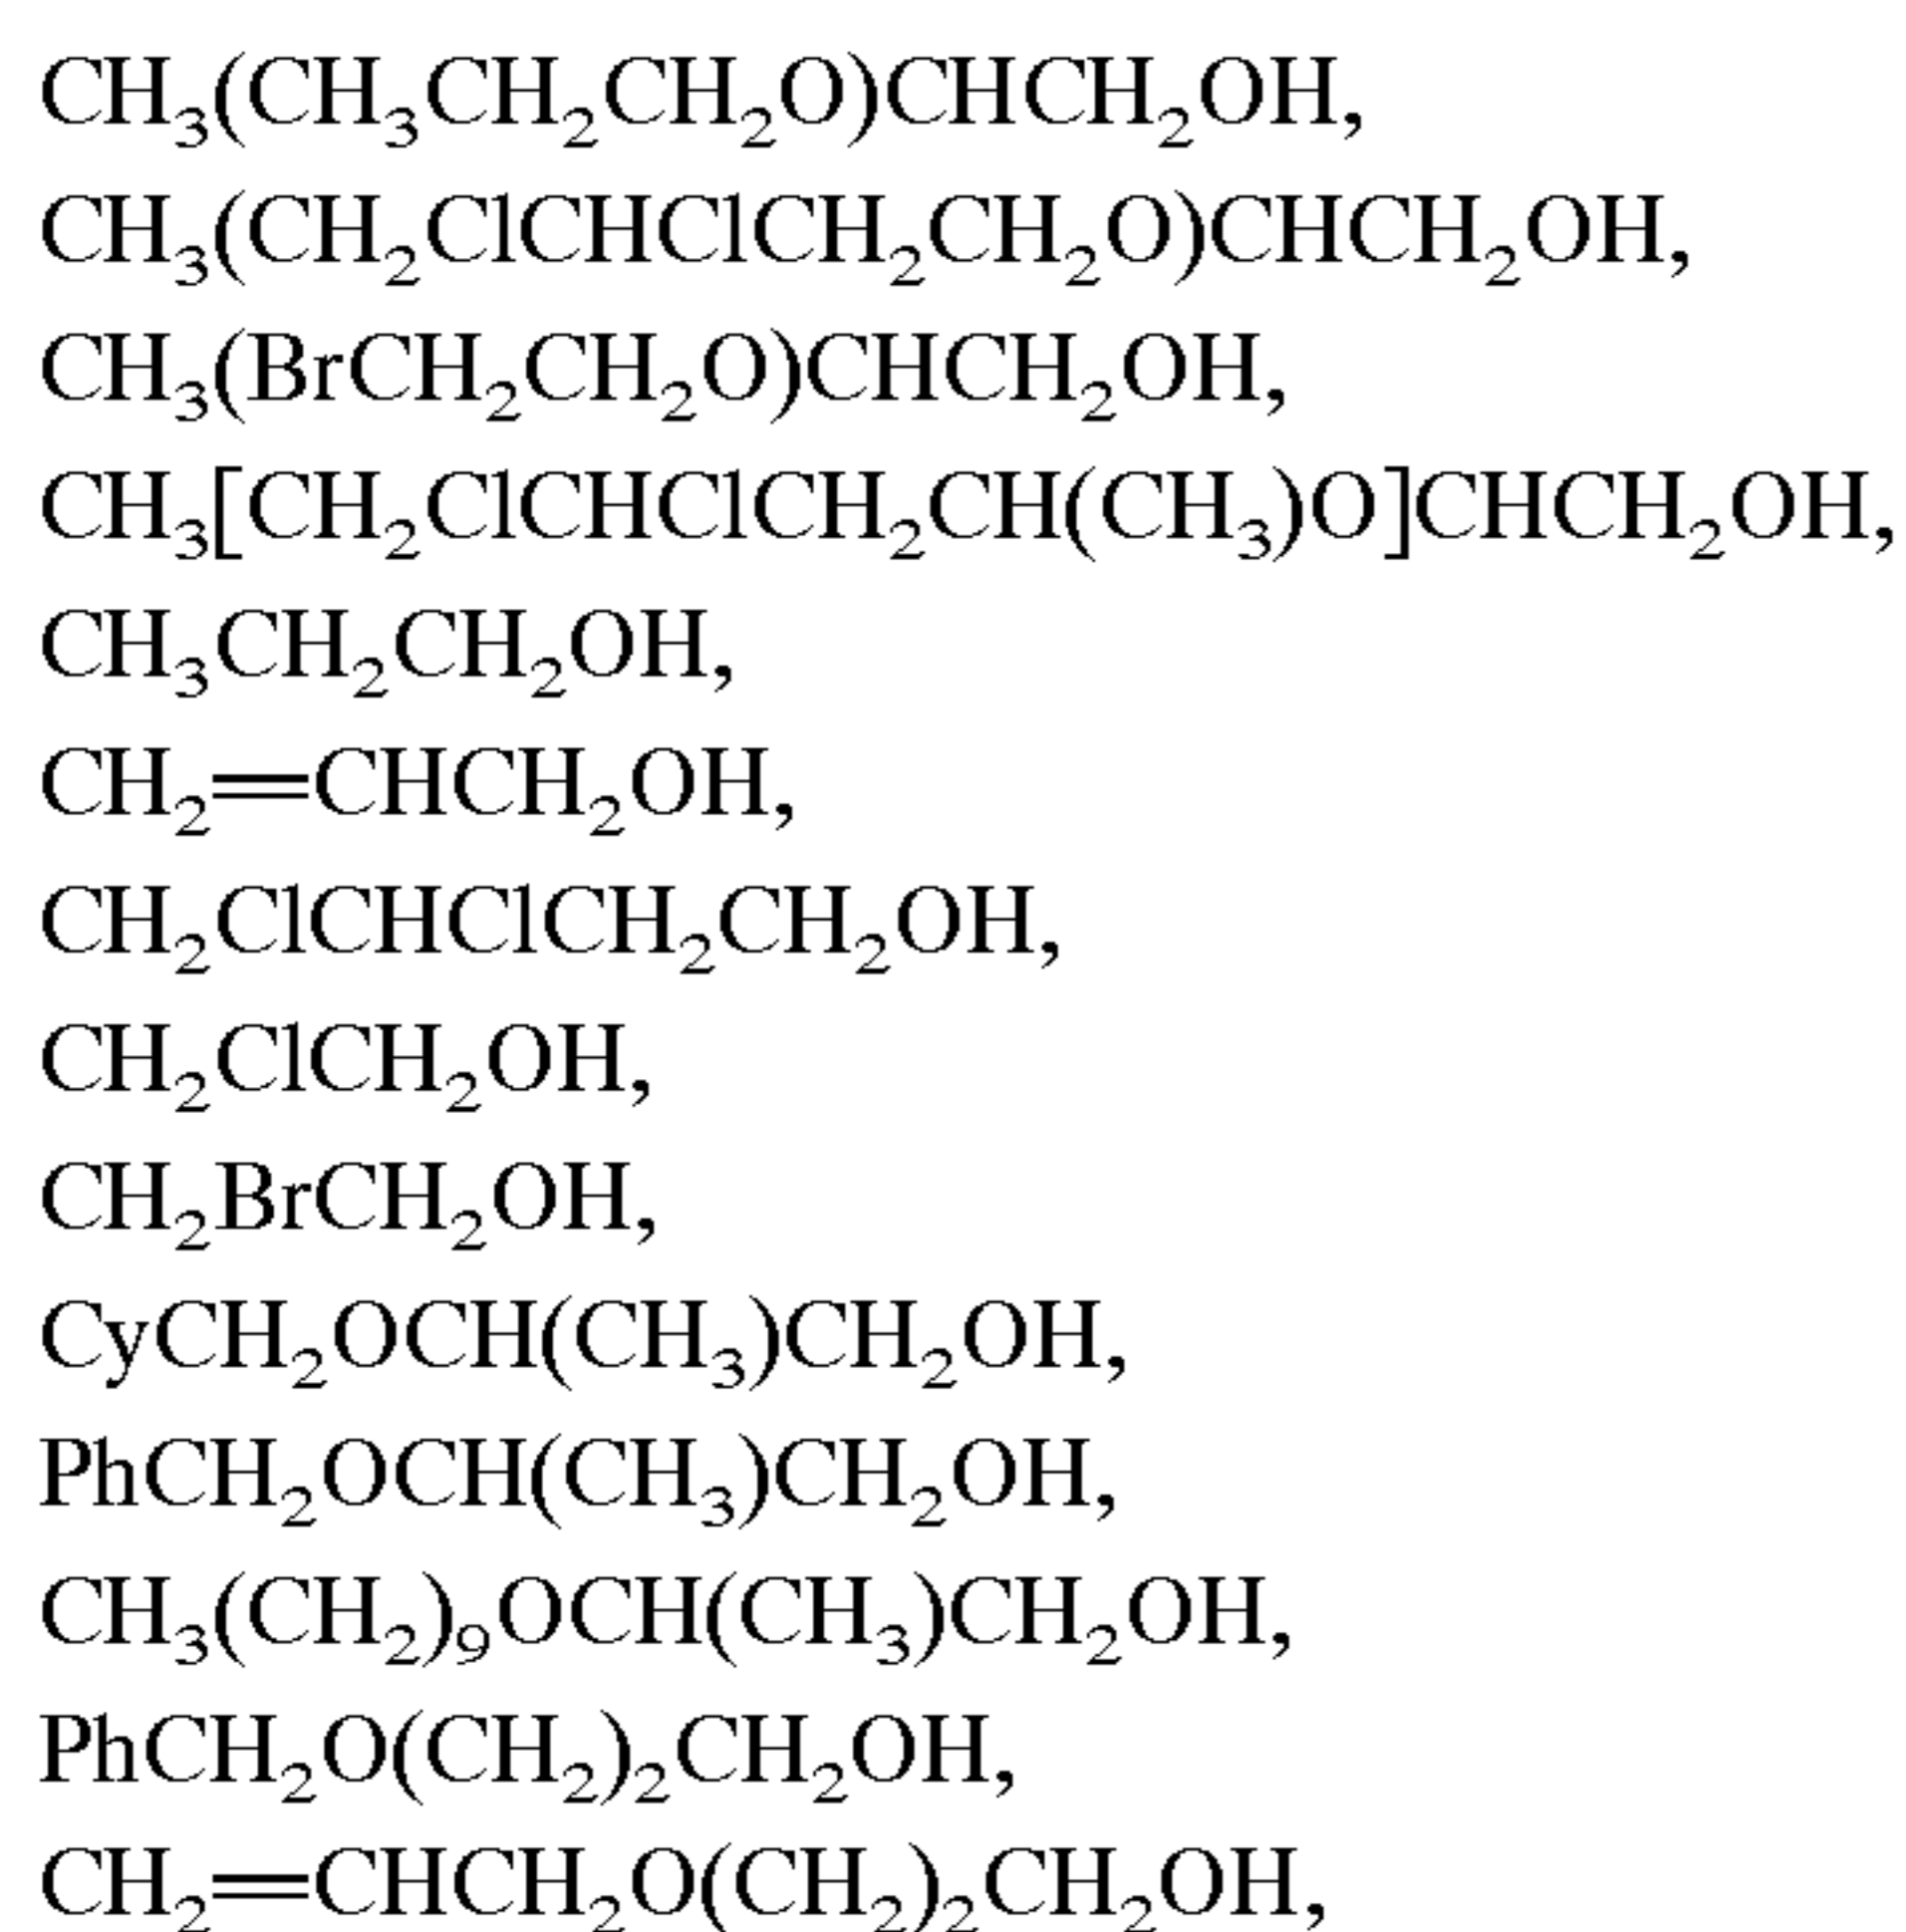 CH₃(CH₃CH₂CH₂O)CHCH₂OH,
CH₃(CH₂ClCHClCH₂CH₂O)CHCH₂OH,
CH₃(BrCH₂CH₂O)CHCH₂OH,
CH₃[CH₂ClCHClCH₂CH(CH₃)O]CHCH₂OH,
CH₃CH₂CH₂OH,
CH₂=CHCH₂OH,
CH₂ClCHClCH₂CH₂OH,
CH₂ClCH₂OH,
CH₂BrCH₂OH,
CyCH₂OCH(CH₃)CH₂OH,
PhCH₂OCH(CH₃)CH₂OH,
CH₃(CH₂)₉OCH(CH₃)CH₂OH,
PhCH₂O(CH₂)₂CH₂OH,
CH₂=CHCH₂O(CH₂)₂CH₂OH,